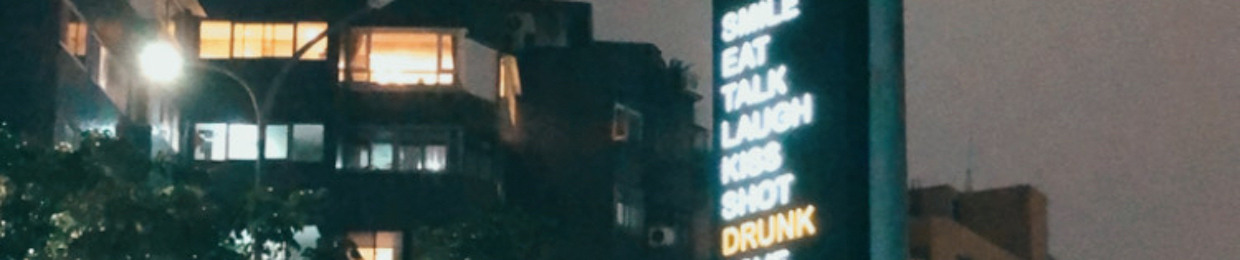 SMILE
EAT
TALK
LAUGH
KISS
SHOT
DRUNK